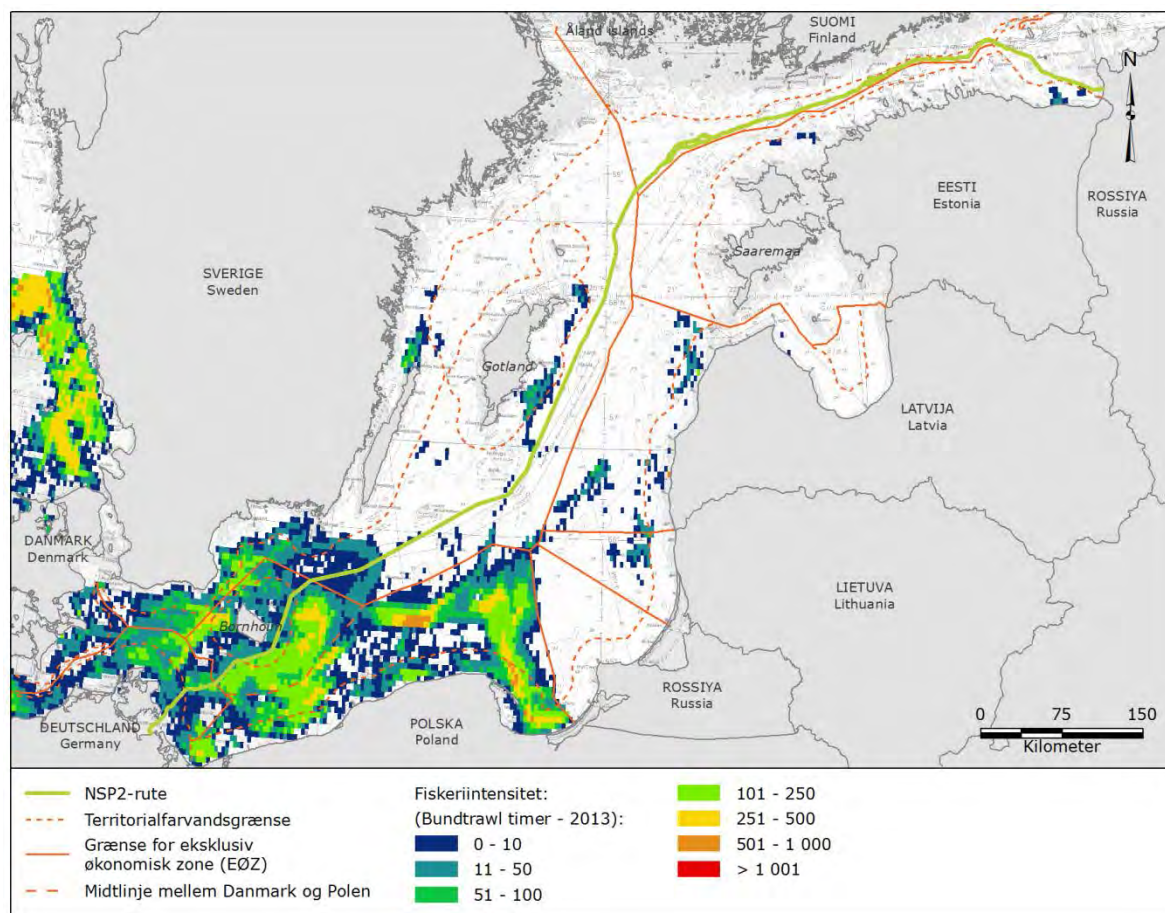 Åland islands
SUOMI
Finland
N
EESTI
Estonia
ROSSIYA
Russia
SVERIGE
Sweden
Saaremaa
Gotland
LATVIJA
Latvia
DANMARK
Denmark
LIETUVA
Lithuania
Bornholm
ROSSIYA
Russia
DEUTSCHLAND
Germany
POLSKA
Poland
0 75 150
Kilometer
NSP2-rute
Territorialfarvandsgrænse
Grænse for eksklusiv
økonomisk zone (EØZ)
Midtlinje mellem Danmark og Polen
Fiskeriintensitet:
(Bundtrawl timer - 2013):
0 - 10
11 - 50
51 - 100
101 - 250
251 - 500
501 - 1 000
> 1 001